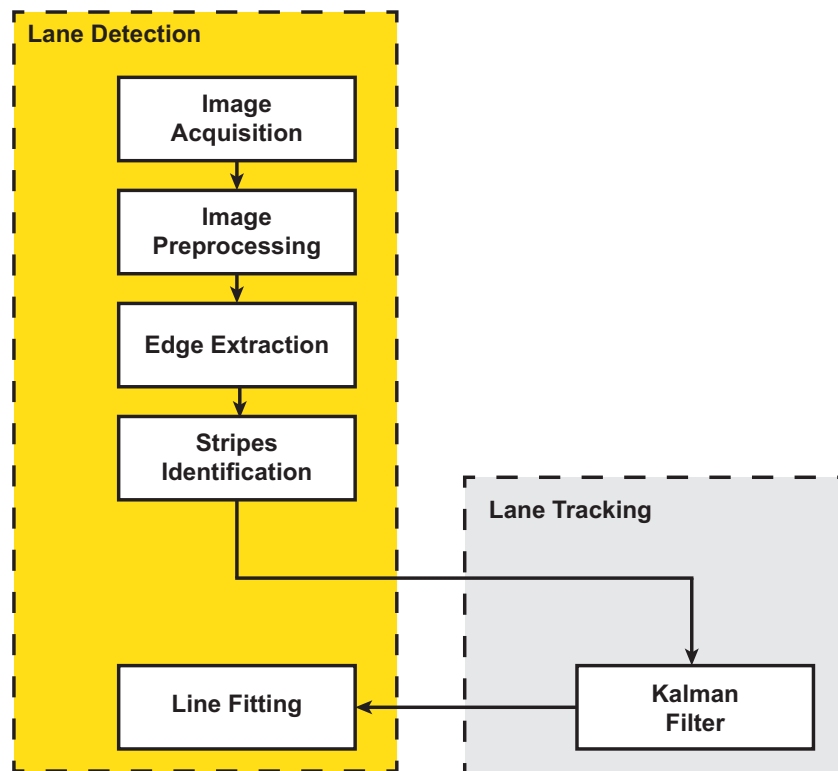 Lane Detection
Image
Acquisition
Image
Preprocessing
Edge Extraction
Stripes
Identification
Lane Tracking
Kalman
Filter
Line Fitting